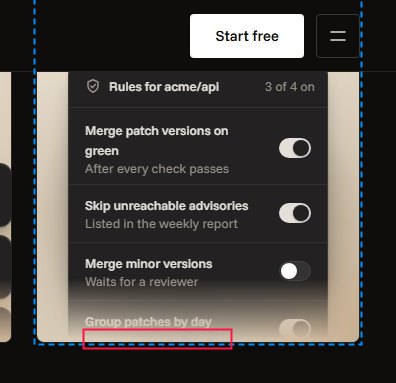 Start free
Rules for acme/api
3 of 4 on
Merge patch versions on
green
After every check passes
Skip unreachable advisories
Listed in the weekly report
Merge minor versions
Waits for a reviewer
Group patches by day